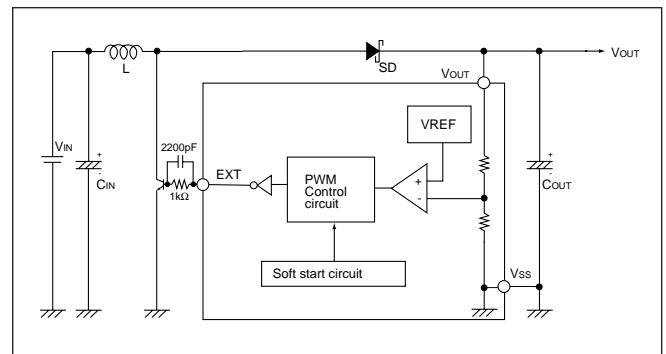 L
SD
VOUT
VOUT
VREF
2200pF
VIN
+
-
CIN
EXT
1kΩ
PWM
Control
circuit
+
-
+
-
COUT
Soft start circuit
VSS